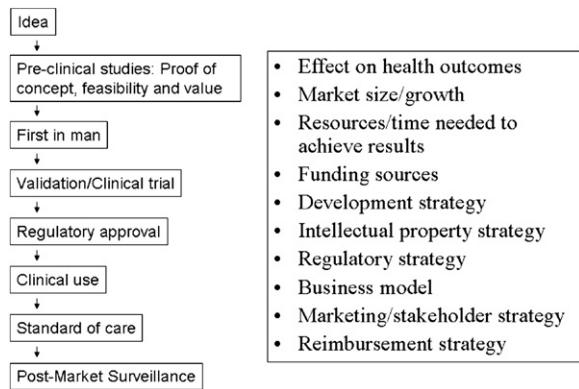 Idea
Pre-clinical studies: Proof of
concept, feasibility and value
First in man
Validation/Clinical trial
Regulatory approval
Clinical use
Standard of care
Post-Market Surveillance
• Effect on health outcomes
• Market size/growth
• Resources/time needed to
achieve results
• Funding sources
• Development strategy
• Intellectual property strategy
• Regulatory strategy
• Business model
• Marketing/stakeholder strategy
• Reimbursement strategy